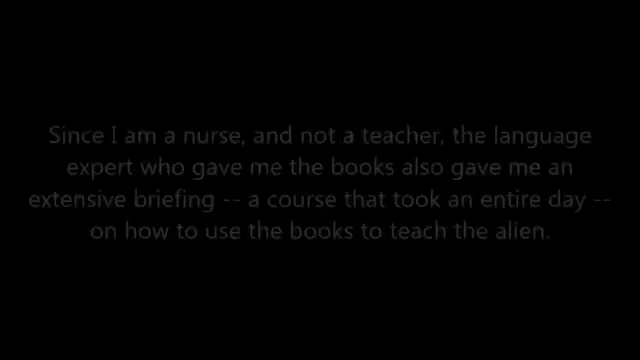 Since I am a nurse, and not a teacher, the language
expert who gave me the books also gave me an
extensive briefing -- a course that took an entire day --
on how to use the books to teach the alien.